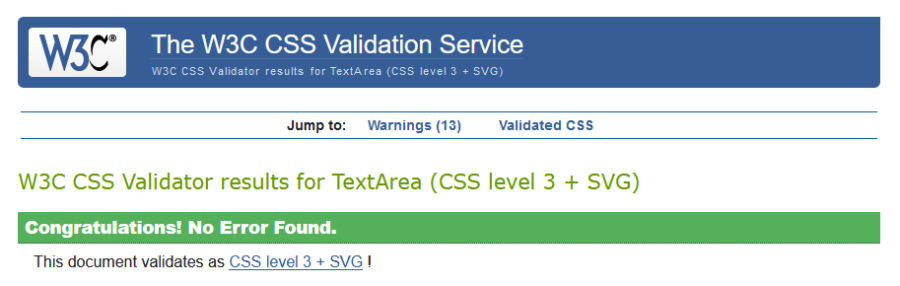 W3C®
The W3C CSS Validation Service
W3C CSS Validator results for TextArea (CSS level 3 + SVG)
Jump to: Warnings (13) Validated CSS
W3C CSS Validator results for TextArea (CSS level 3 + SVG)
Congratulations! No Error Found.
This document validates as CSS level 3 + SVG !